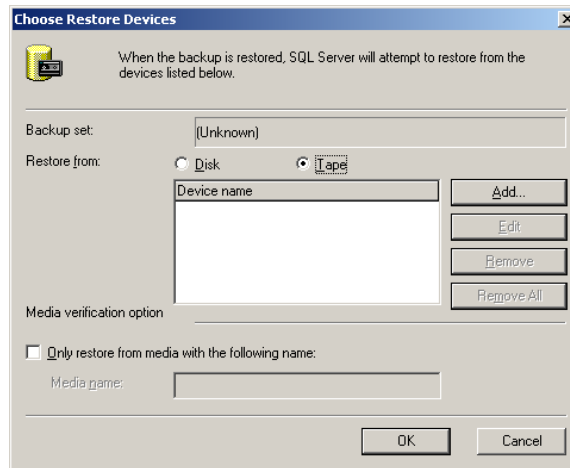 Choose Restore Devices
When the backup is restored, SQL Server will attempt to restore from the
devices listed below.
Backup set:
(Unknown)
Restore from:
Disk
Tape
Device name
Add...
Edit
Remove
Remove All
Media verification option
Only restore from media with the following name:
Media name:
OK
Cancel